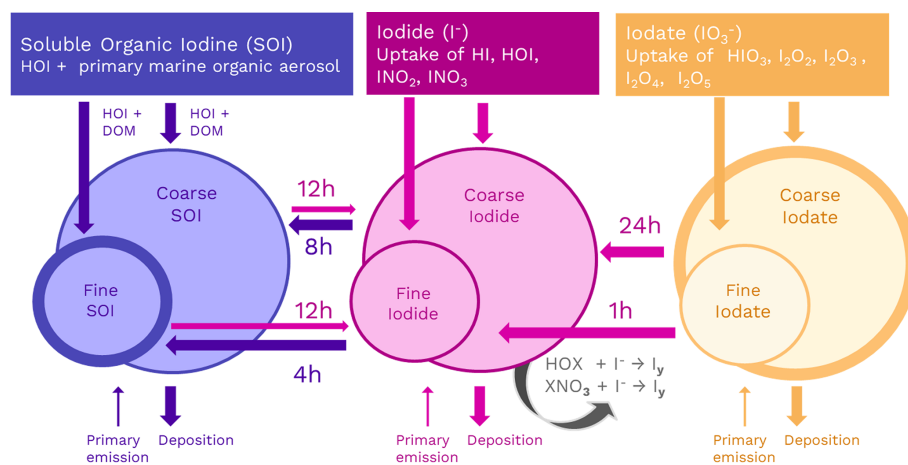 Soluble Organic Iodine (SOI)
HOI + primary marine organic aerosol
Iodide (I⁻)
Uptake of HI, HOI,
INO₂, INO₃
Iodate (IO₃⁻)
Uptake of HIO₃, I₂O₂, I₂O₃ ,
I₂O₄, I₂O₅
HOI +
DOM
HOI +
DOM
Coarse
SOI
12h
8h
Coarse
Iodide
24h
Coarse
Iodate
Fine
SOI
12h
4h
Fine
Iodide
1h
Fine
Iodate
HOX + I⁻ → Iy
XNO₃ + I⁻ → Iy
Primary
emission
Deposition
Primary
emission
Deposition
Primary
emission
Deposition